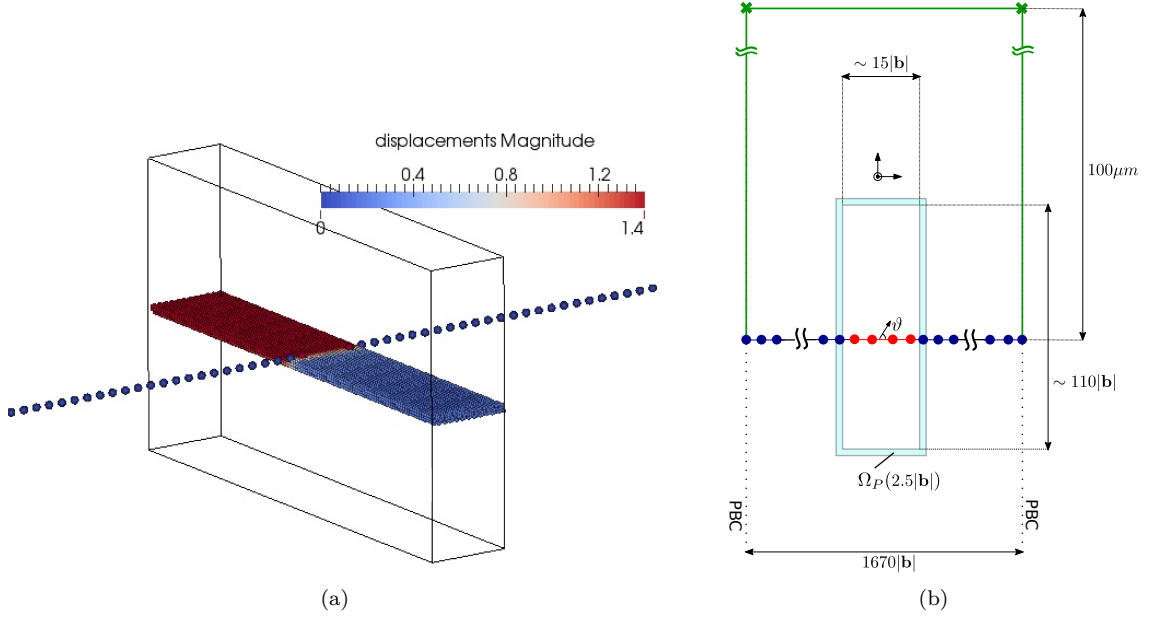 displacements Magnitude
0.4 0.8 1.2
0 1.4
(a)
∼ 15|b|
100μm
ϑ
∼ 110|b|
Ω_P(2.5|b|)
PBC
PBC
1670|b|
(b)